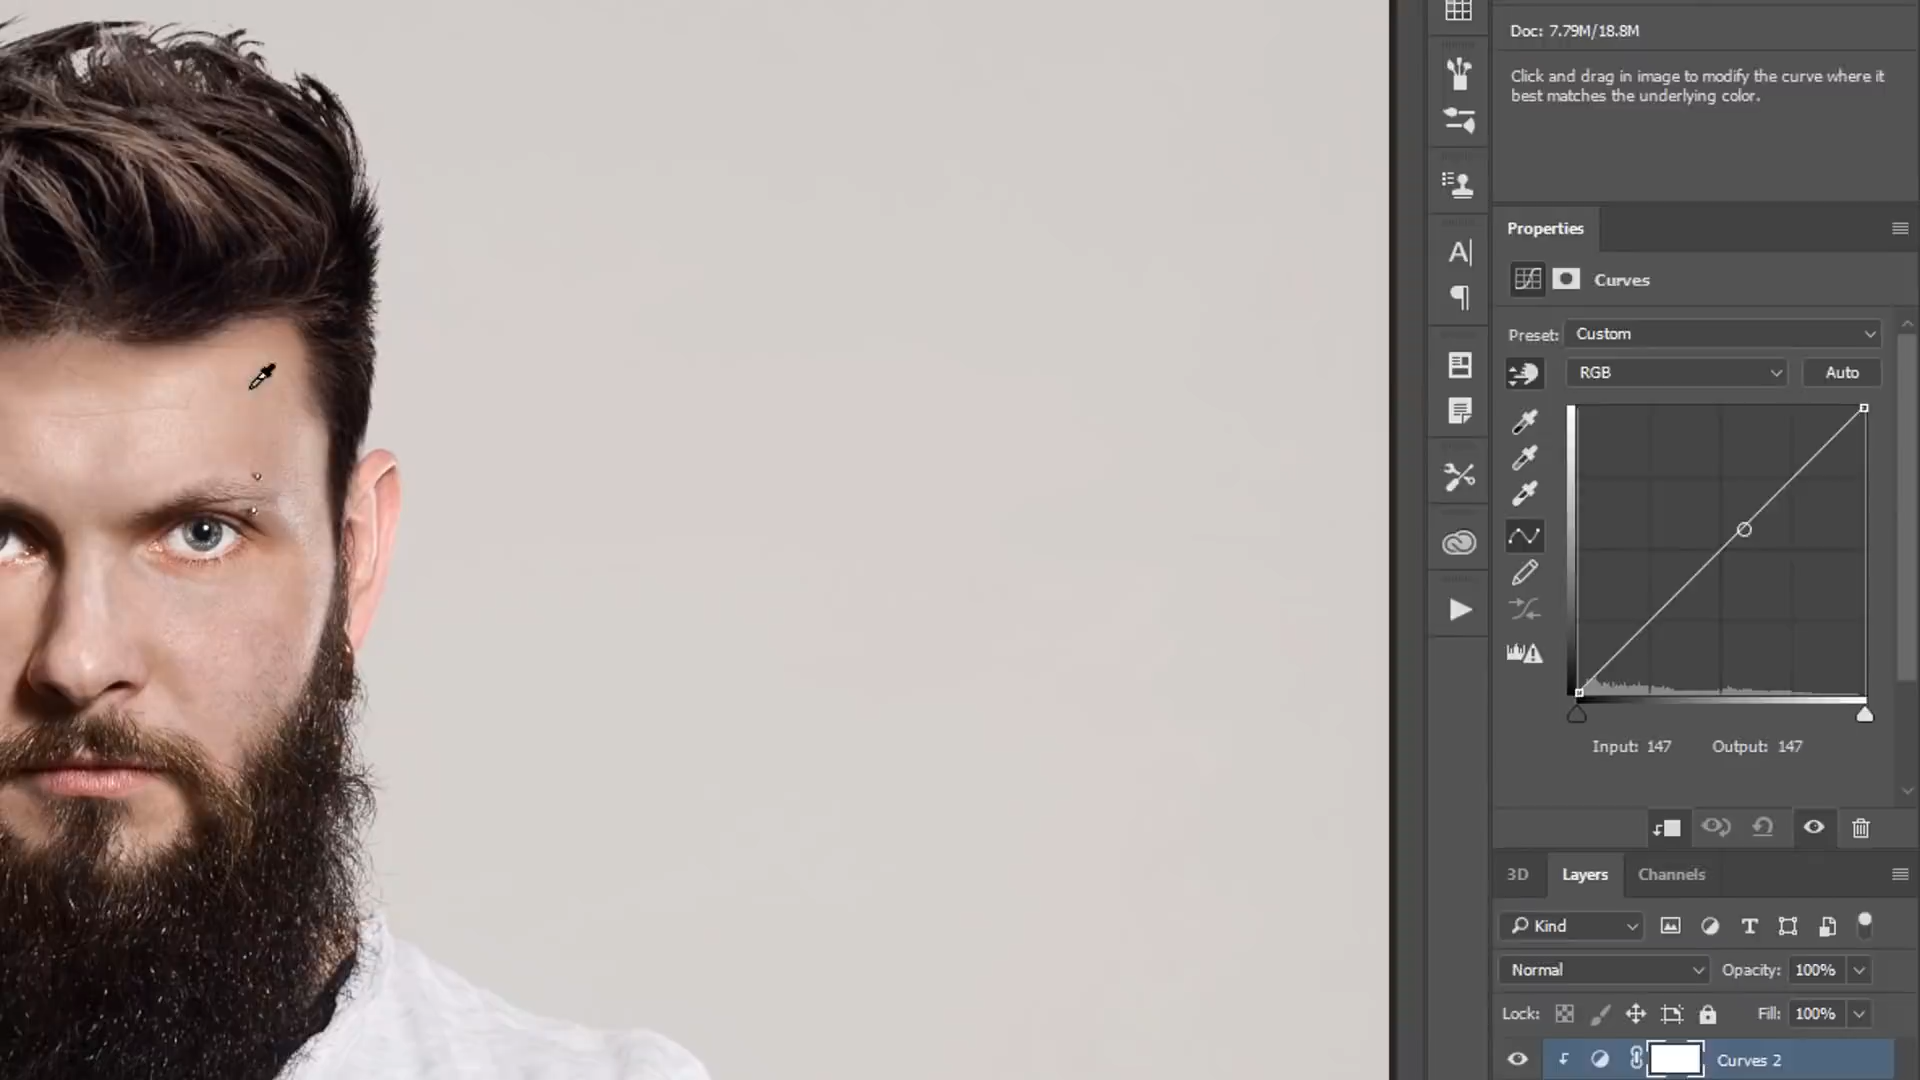 Doc: 7.79M/18.8M
Click and drag in image to modify the curve where it
best matches the underlying color.
Properties
Curves
Preset: Custom
RGB
Auto
Input: 147 Output: 147
3D Layers Channels
Kind
Normal Opacity: 100%
Lock: Fill: 100%
Curves 2